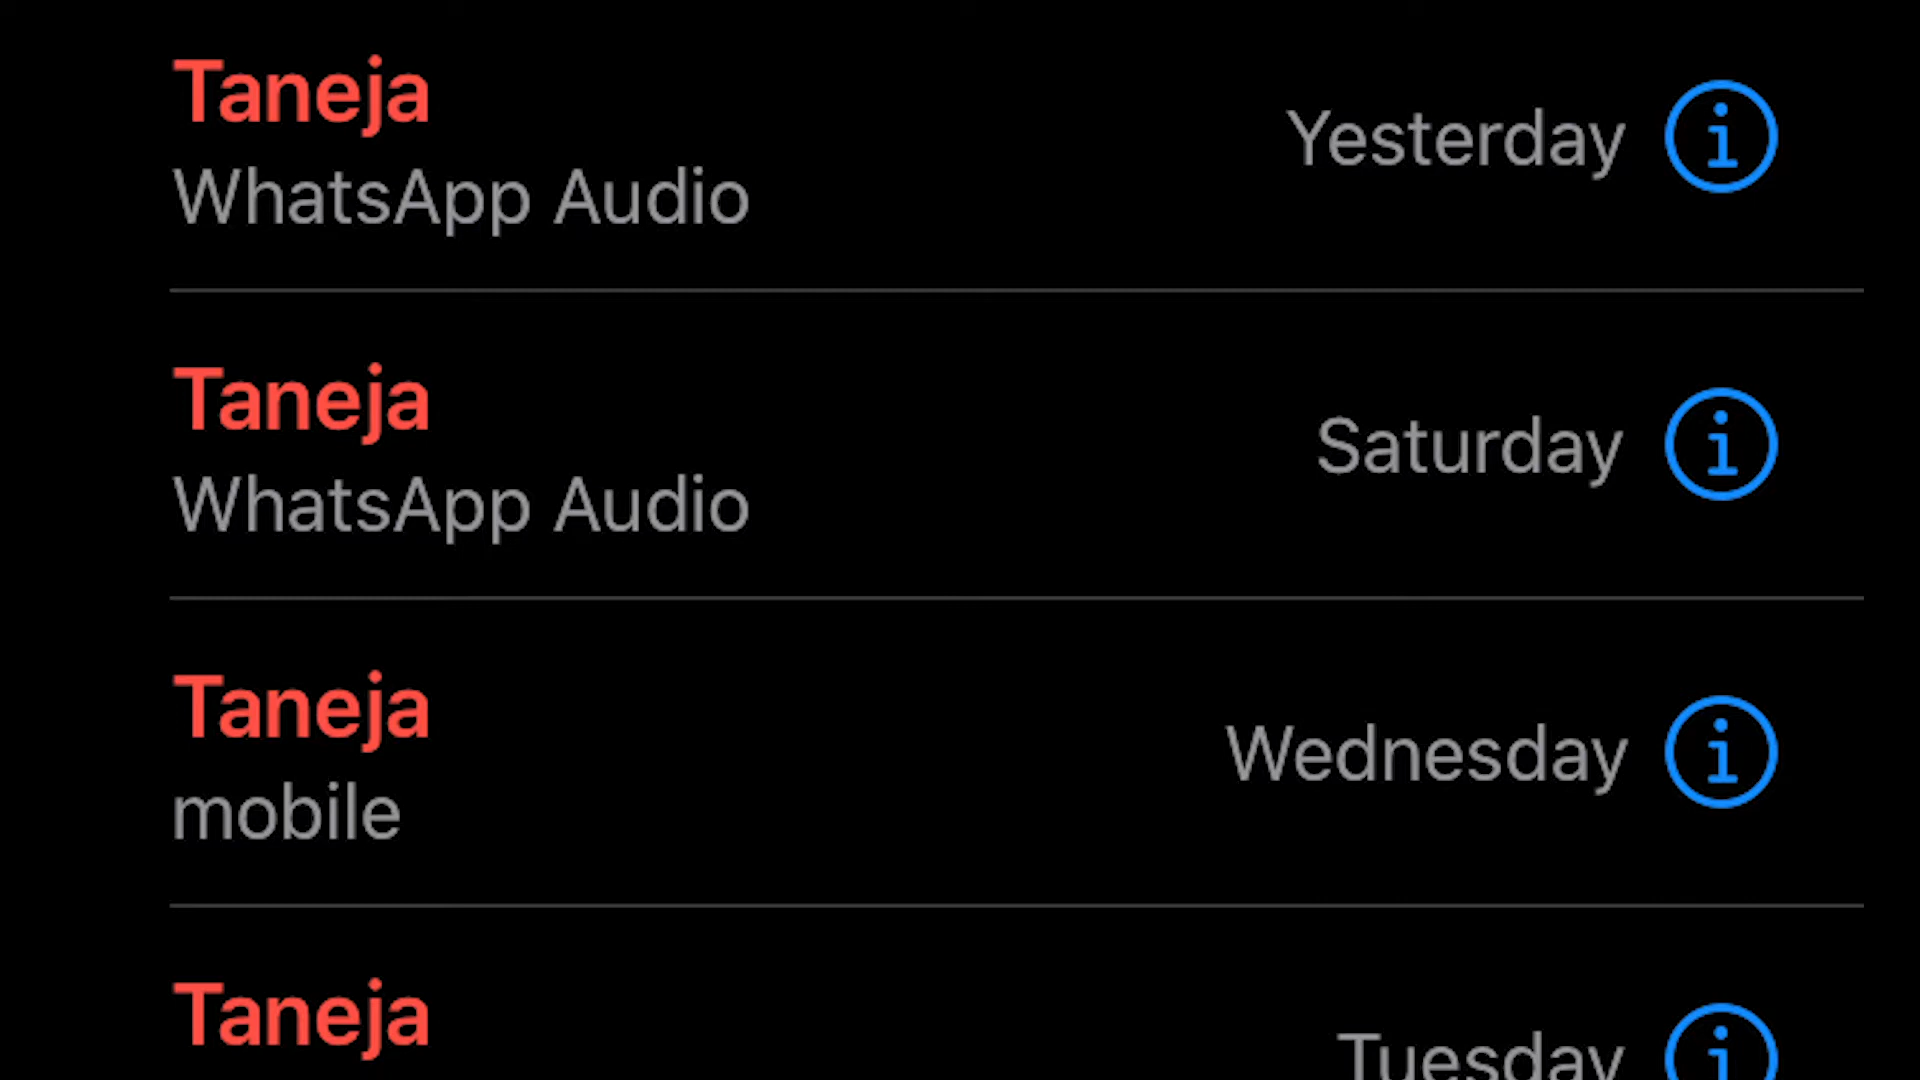 Taneja
Yesterday
WhatsApp Audio
Taneja
Saturday
WhatsApp Audio
Taneja
Wednesday
mobile
Taneja
Tuesday